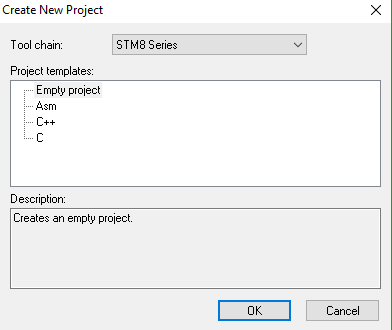 Create New Project
Tool chain: STM8 Series
Project templates:
Empty project
Asm
C++
C
Description:
Creates an empty project.
OK Cancel